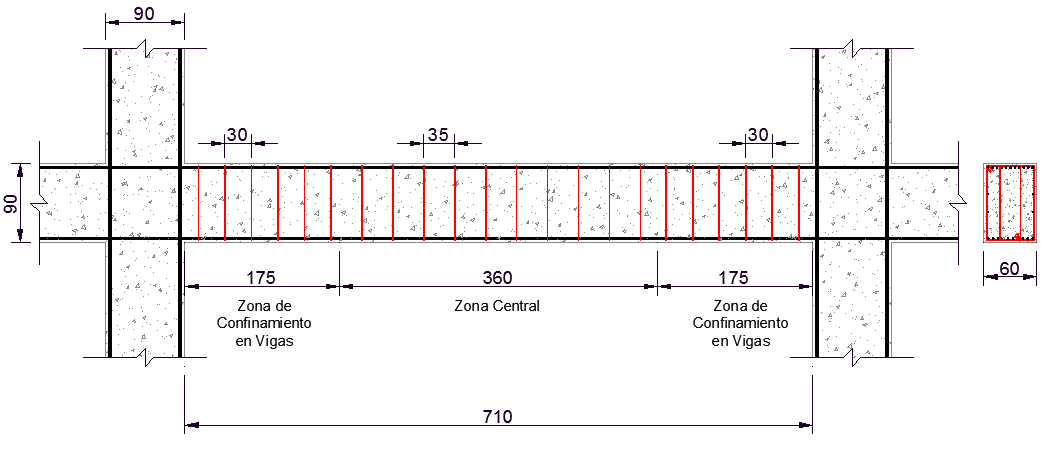 90
30
35
30
90
175
360
175
60
Zona de
Confinamiento
en Vigas
Zona Central
Zona de
Confinamiento
en Vigas
710